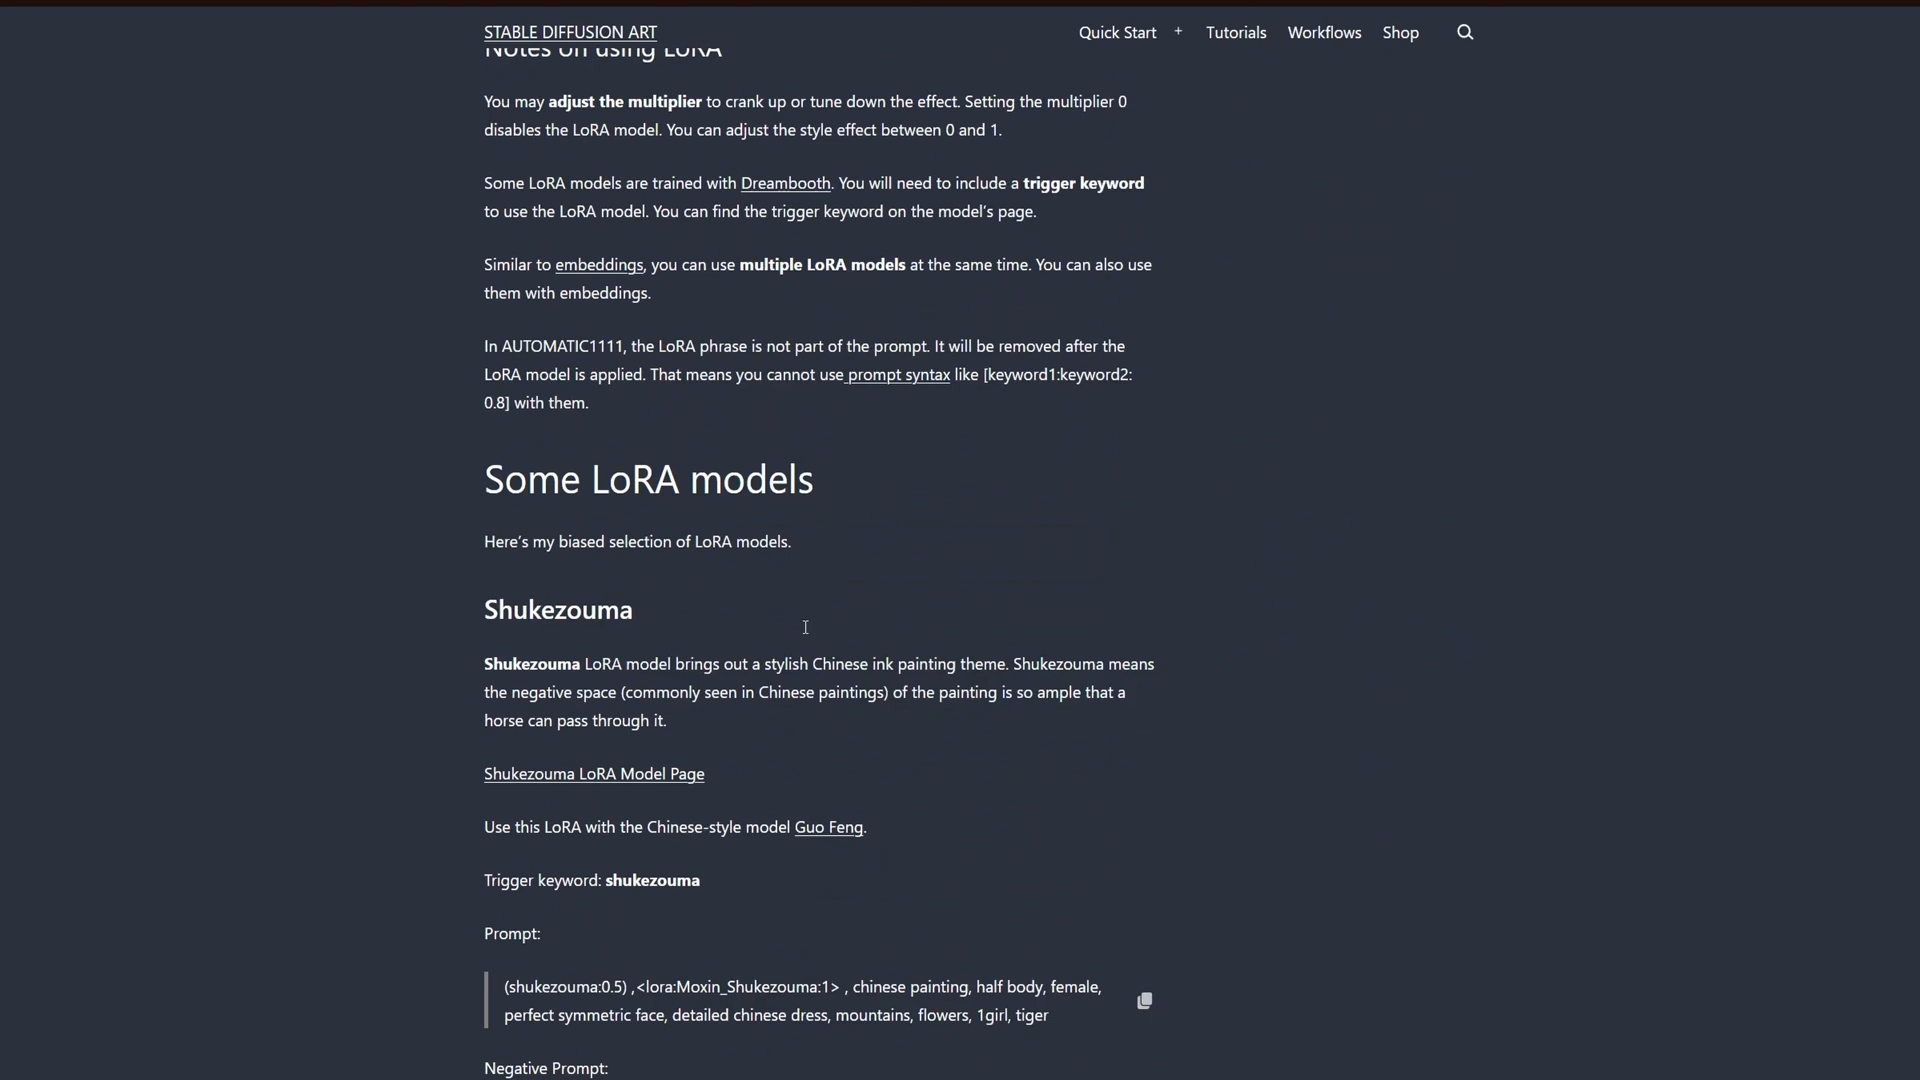 STABLE DIFFUSION ART
Quick Start + Tutorials Workflows Shop
Notes on using LoRA
You may adjust the multiplier to crank up or tune down the effect. Setting the multiplier 0
disables the LoRA model. You can adjust the style effect between 0 and 1.
Some LoRA models are trained with Dreambooth. You will need to include a trigger keyword
to use the LoRA model. You can find the trigger keyword on the model's page.
Similar to embeddings, you can use multiple LoRA models at the same time. You can also use
them with embeddings.
In AUTOMATIC1111, the LoRA phrase is not part of the prompt. It will be removed after the
LoRA model is applied. That means you cannot use prompt syntax like [keyword1:keyword2:
0.8] with them.
Some LoRA models
Here's my biased selection of LoRA models.
Shukezouma
Shukezouma LoRA model brings out a stylish Chinese ink painting theme. Shukezouma means
the negative space (commonly seen in Chinese paintings) of the painting is so ample that a
horse can pass through it.
Shukezouma LoRA Model Page
Use this LoRA with the Chinese-style model Guo Feng.
Trigger keyword: shukezouma
Prompt:
(shukezouma:0.5) ,<lora:Moxin_Shukezouma:1> , chinese painting, half body, female,
perfect symmetric face, detailed chinese dress, mountains, flowers, 1girl, tiger
Negative Prompt: